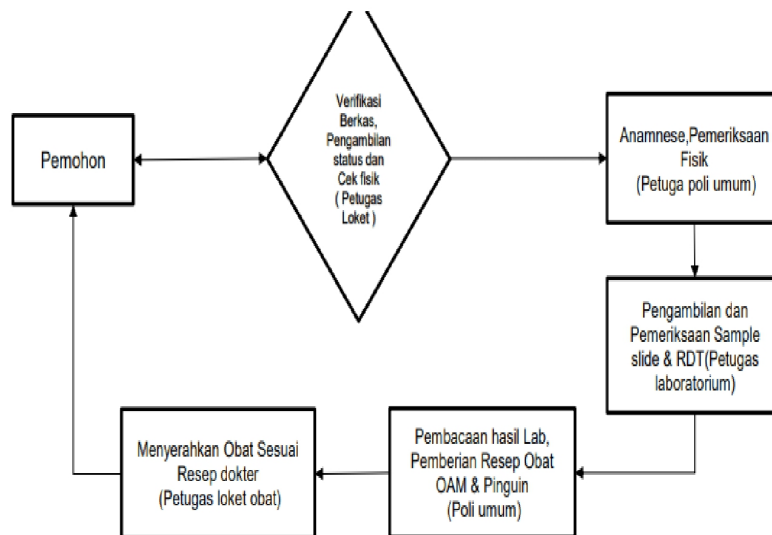 Pemohon
Verifikasi
Berkas,
Pengambilan
status dan
Cek fisik
( Petugas
Loket )
Anamnese,Pemeriksaan
Fisik
(Petuga poli umum)
Pengambilan dan
Pemeriksaan Sample
slide & RDT(Petugas
laboratorium)
Pembacaan hasil Lab,
Pemberian Resep Obat
OAM & Pinguin
(Poli umum)
Menyerahkan Obat Sesuai
Resep dokter
(Petugas loket obat)